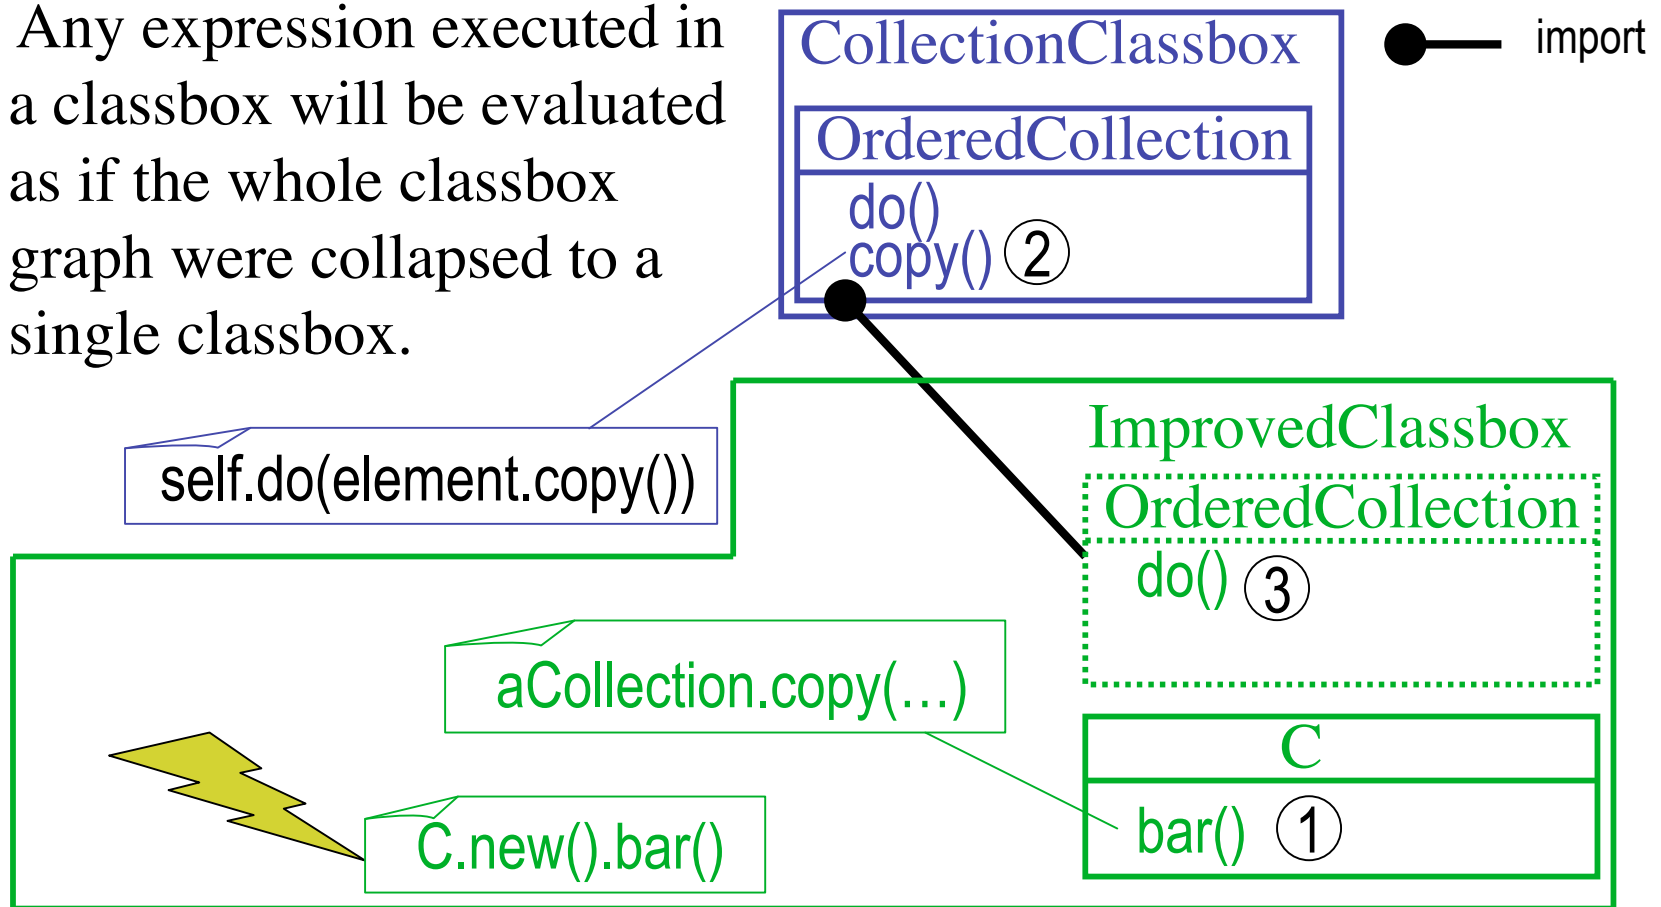 Any expression executed in
a classbox will be evaluated
as if the whole classbox
graph were collapsed to a
single classbox.
CollectionClassbox
import
OrderedCollection
do()
copy() 2
self.do(element.copy())
ImprovedClassbox
OrderedCollection
do() 3
aCollection.copy(…)
C
bar() 1
C.new().bar()